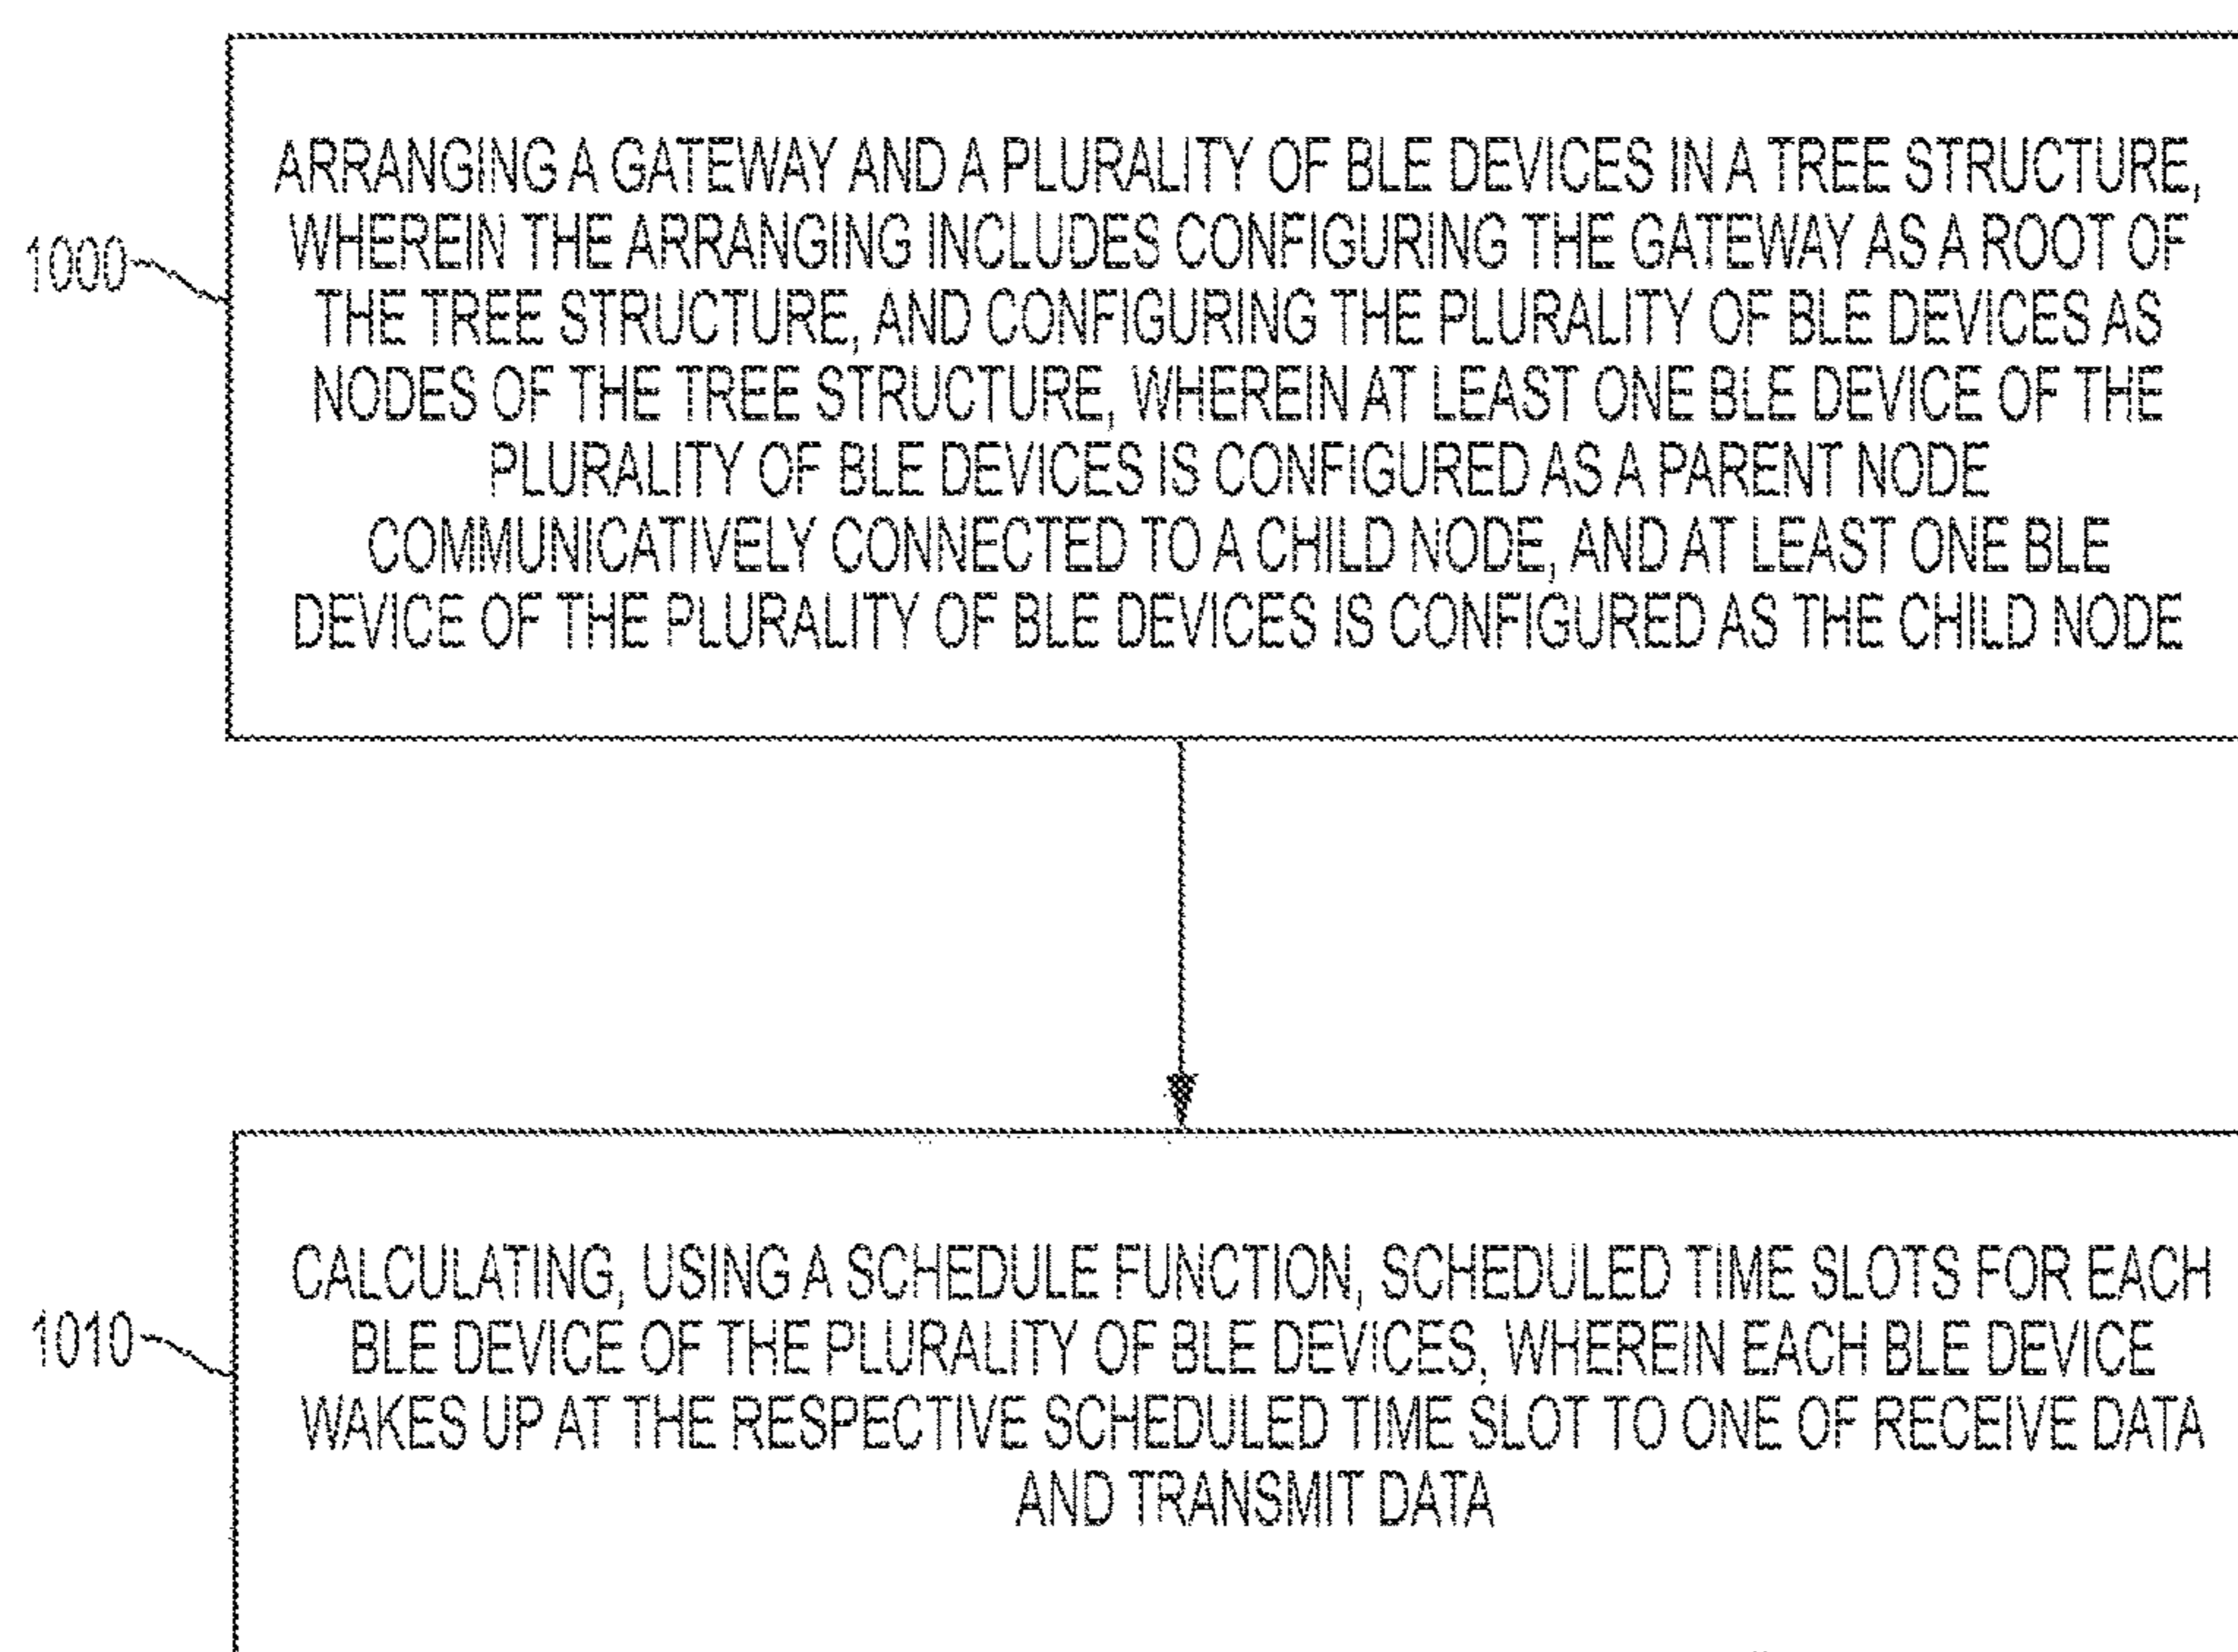 ARRANGING A GATEWAY AND A PLURALITY OF BLE DEVICES IN A TREE STRUCTURE,
WHEREIN THE ARRANGING INCLUDES CONFIGURING THE GATEWAY AS A ROOT OF
1000
THE TREE STRUCTURE, AND CONFIGURING THE PLURALITY OF BLE DEVICES AS
NODES OF THE TREE STRUCTURE, WHEREIN AT LEAST ONE BLE DEVICE OF THE
PLURALITY OF BLE DEVICES IS CONFIGURED AS A PARENT NODE
COMMUNICATIVELY CONNECTED TO A CHILD NODE, AND AT LEAST ONE BLE
DEVICE OF THE PLURALITY OF BLE DEVICES IS CONFIGURED AS THE CHILD NODE
CALCULATING, USING A SCHEDULE FUNCTION, SCHEDULED TIME SLOTS FOR EACH
1010
BLE DEVICE OF THE PLURALITY OF BLE DEVICES, WHEREIN EACH BLE DEVICE
WAKES UP AT THE RESPECTIVE SCHEDULED TIME SLOT TO ONE OF RECEIVE DATA
AND TRANSMIT DATA